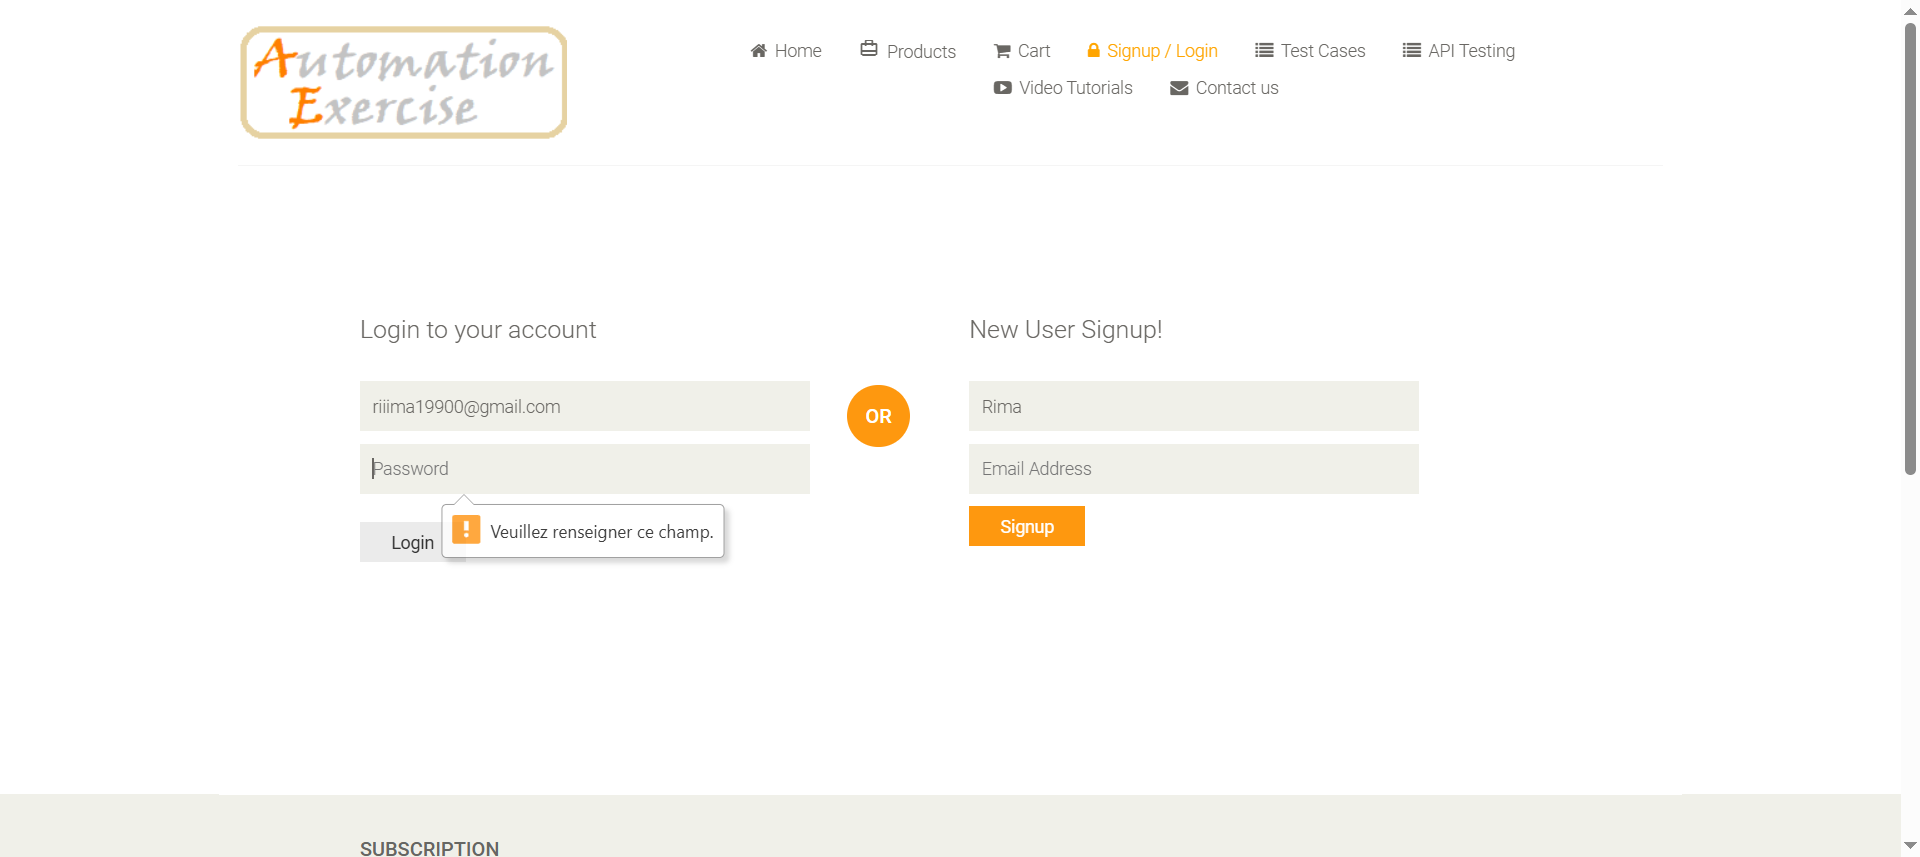 Automation
Exercise
Home
Products
Cart
Signup / Login
Test Cases
API Testing
Video Tutorials
Contact us
Login to your account
riiima19900@gmail.com
Password
Veuillez renseigner ce champ.
Login
OR
New User Signup!
Rima
Email Address
Signup
SUBSCRIPTION